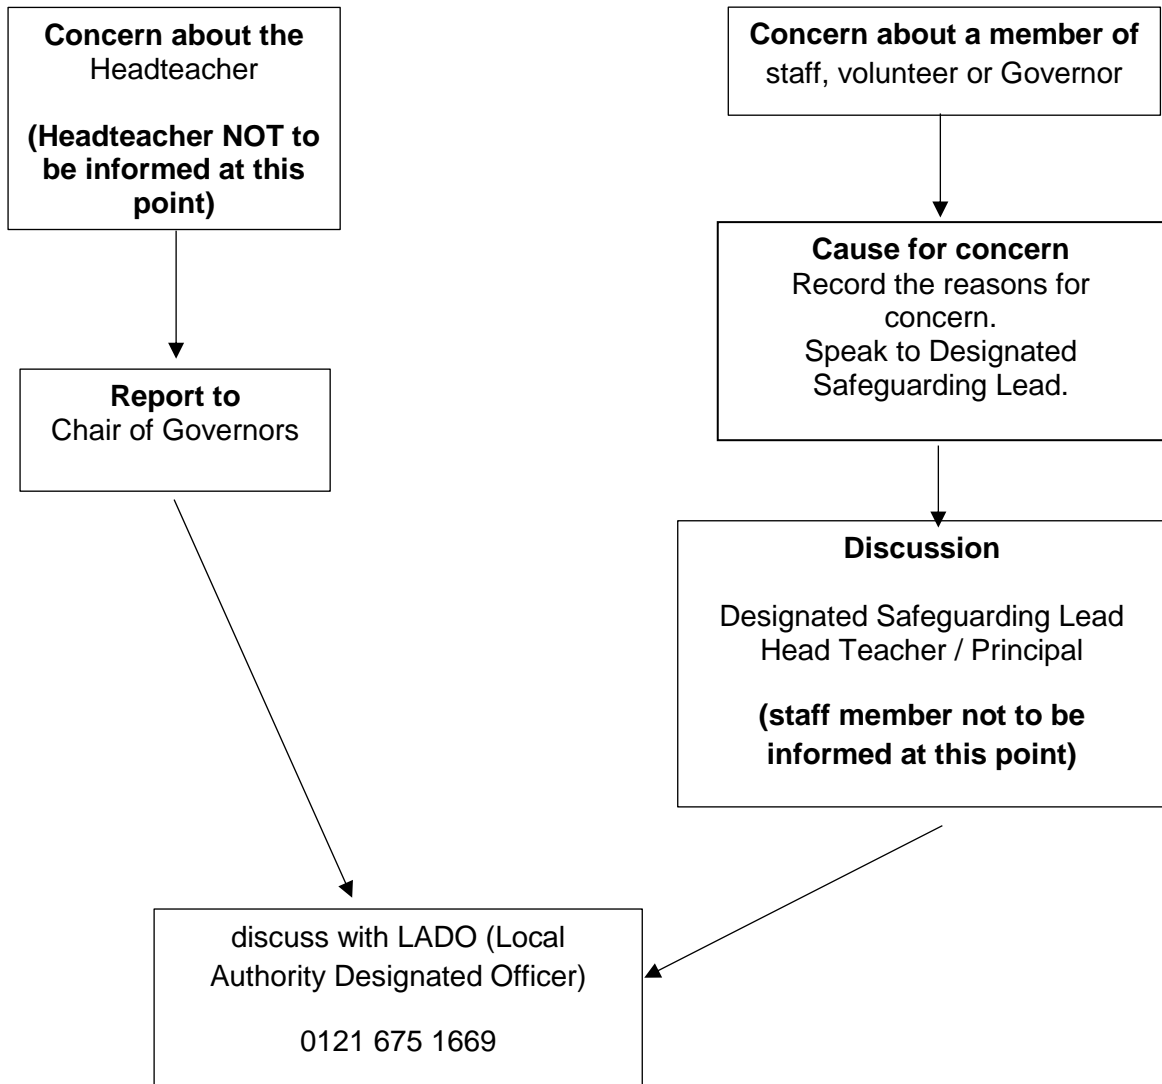 Concern about the
Headteacher
(Headteacher NOT to
be informed at this
point)
Report to
Chair of Governors
Concern about a member of
staff, volunteer or Governor
Cause for concern
Record the reasons for
concern.
Speak to Designated
Safeguarding Lead.
Discussion
Designated Safeguarding Lead
Head Teacher / Principal
(staff member not to be
informed at this point)
discuss with LADO (Local
Authority Designated Officer)
0121 675 1669